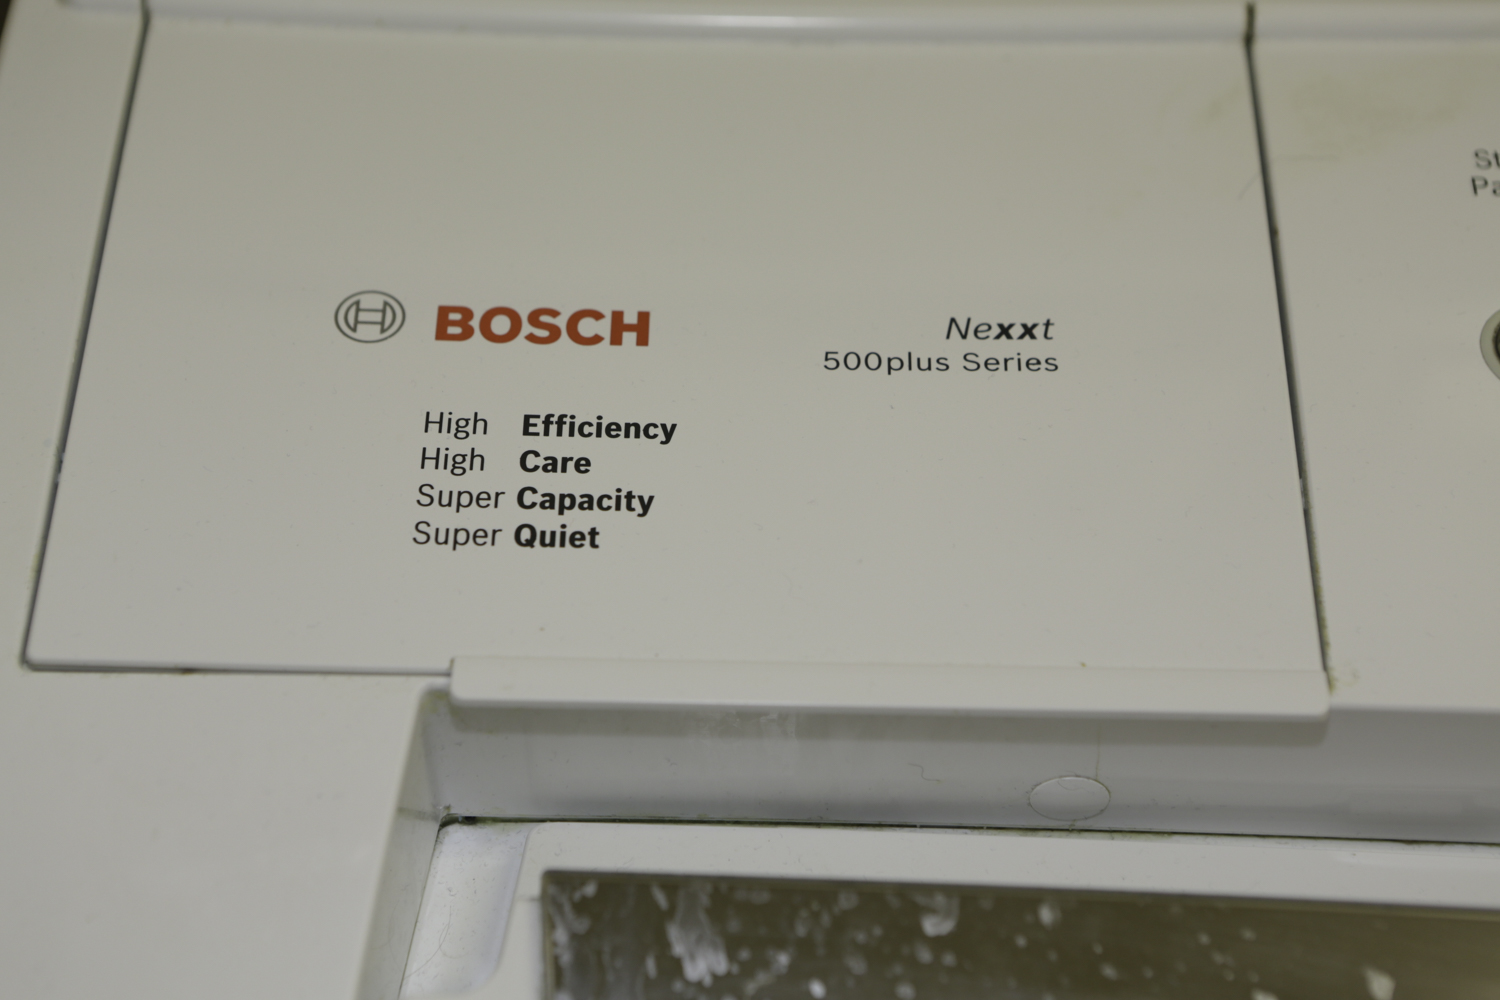 BOSCH
Nexxt
500plus Series
High Efficiency
High Care
Super Capacity
Super Quiet